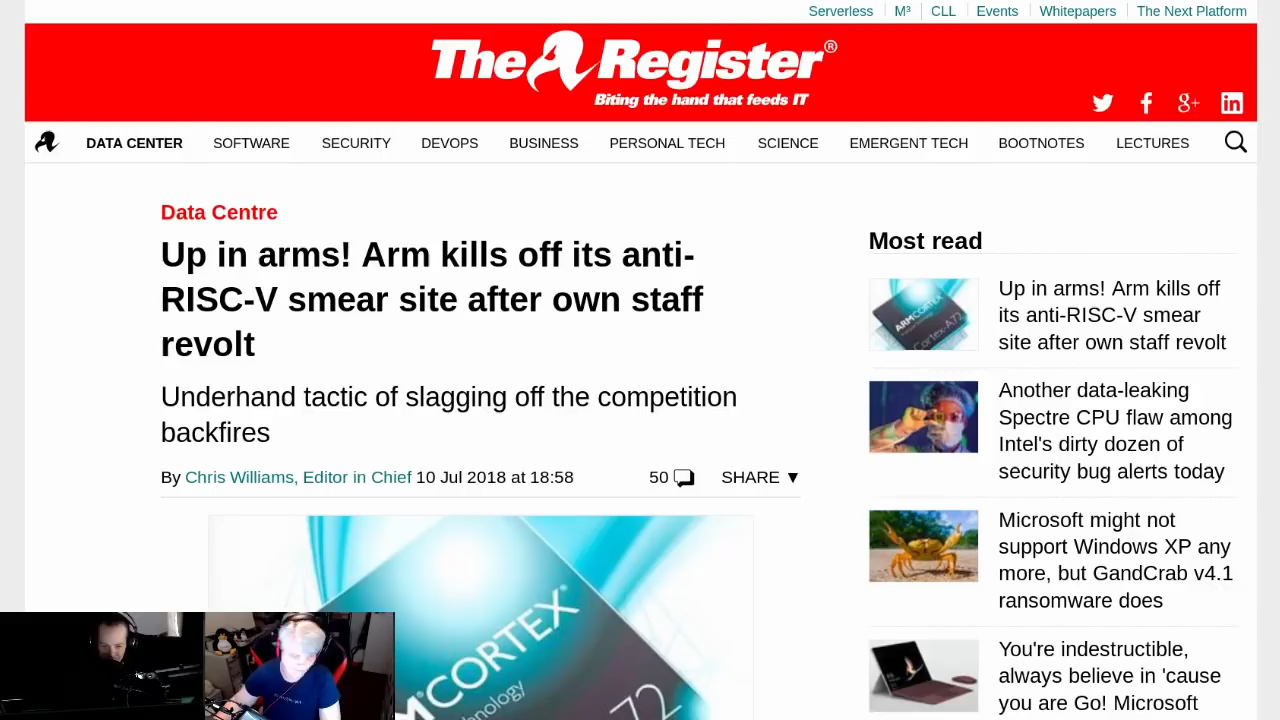 Serverless
M³
CLL
Events
Whitepapers
The Next Platform
The Register®
Biting the hand that feeds IT
DATA CENTER
SOFTWARE
SECURITY
DEVOPS
BUSINESS
PERSONAL TECH
SCIENCE
EMERGENT TECH
BOOTNOTES
LECTURES
Data Centre
Up in arms! Arm kills off its anti-
RISC-V smear site after own staff
revolt
Underhand tactic of slagging off the competition
backfires
By Chris Williams, Editor in Chief 10 Jul 2018 at 18:58
50
SHARE ▼
Most read
ARM CORTEX
Cortex-A72
Up in arms! Arm kills off
its anti-RISC-V smear
site after own staff revolt
Another data-leaking
Spectre CPU flaw among
Intel's dirty dozen of
security bug alerts today
Microsoft might not
support Windows XP any
more, but GandCrab v4.1
ransomware does
You're indestructible,
always believe in 'cause
you are Go! Microsoft
M®CORTEX
nology
72